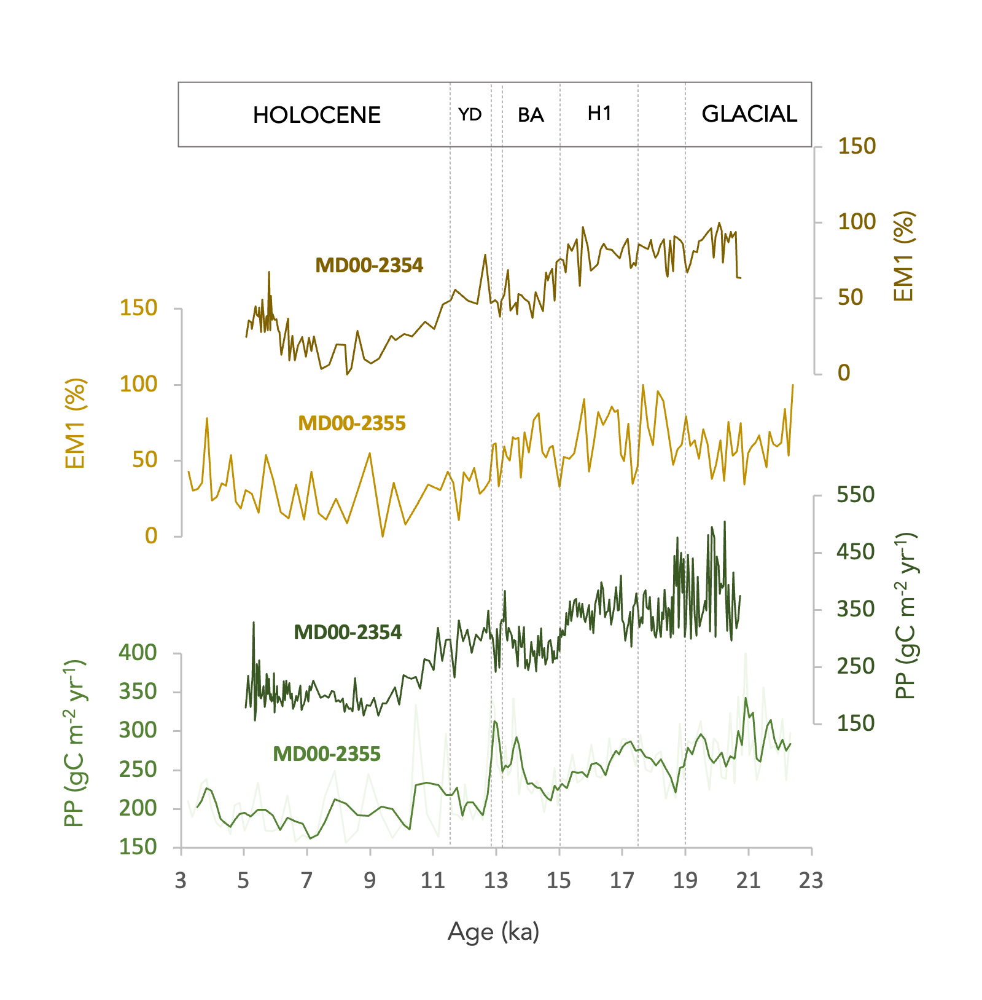 HOLOCENE YD BA H1 GLACIAL
150
100
50
0
EM1 (%)
MD00-2354
150
100
50
0
EM1 (%)
MD00-2355
550
450
350
250
150
PP (gC m-2 yr-1)
MD00-2354
400
350
300
250
200
150
PP (gC m-2 yr-1)
MD00-2355
3 5 7 9 11 13 15 17 19 21 23
Age (ka)